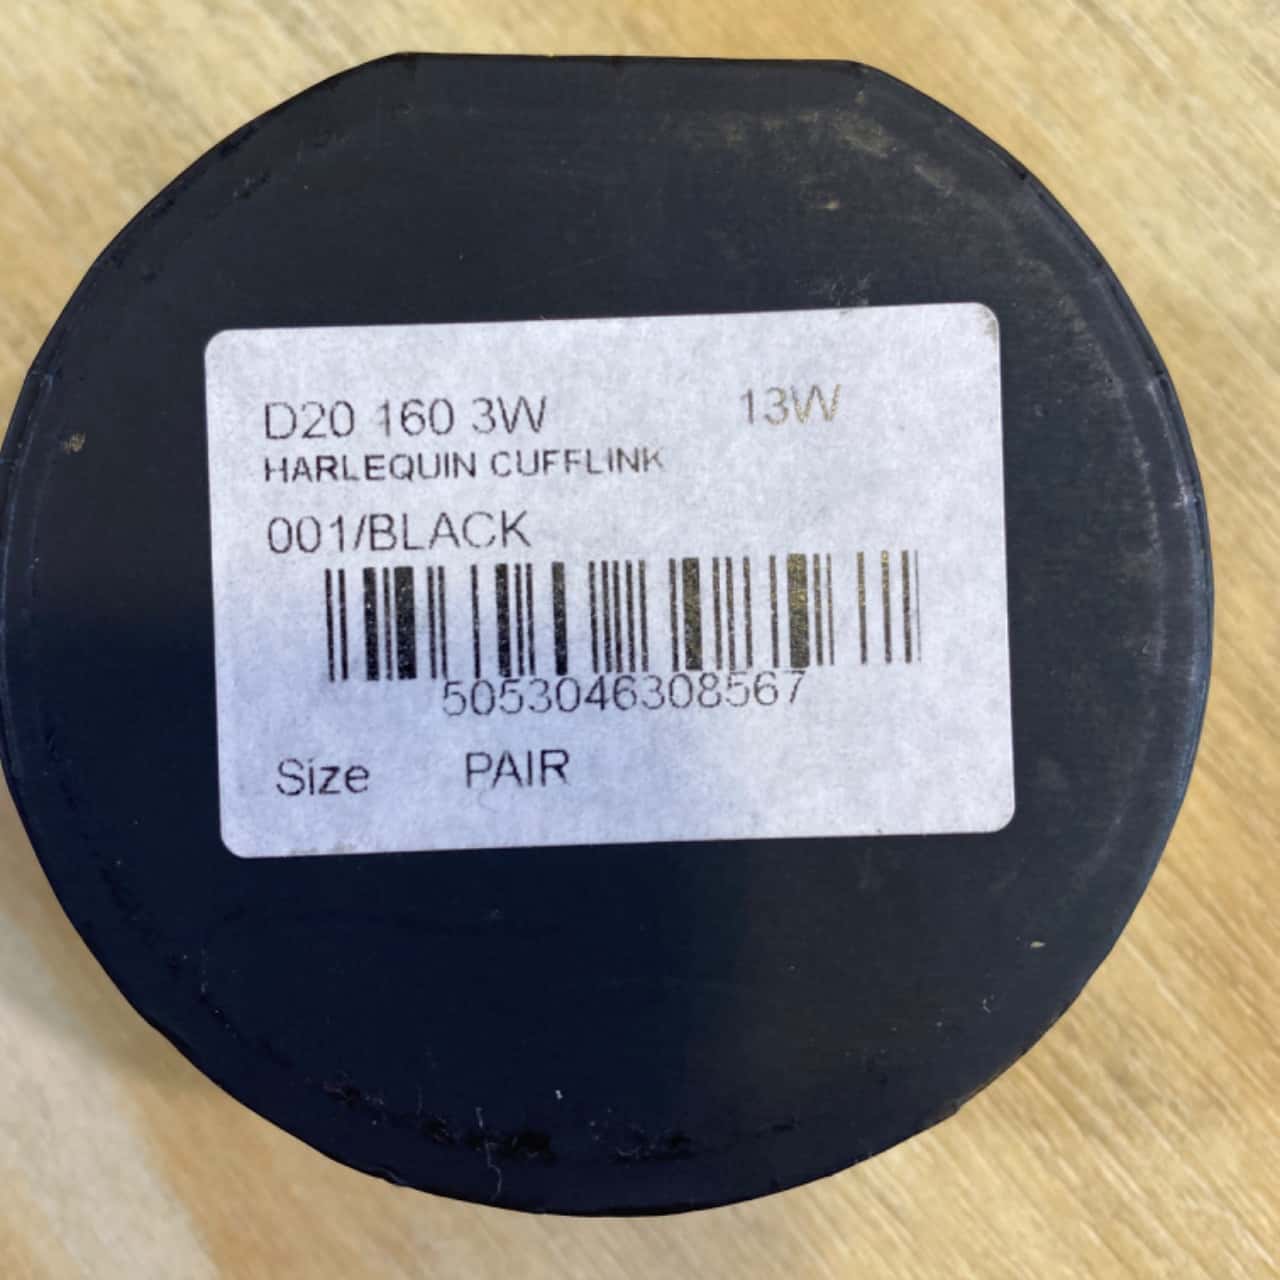 D20 160 3W 13W
HARLEQUIN CUFFLINK
001/BLACK
5053046308567
Size PAIR